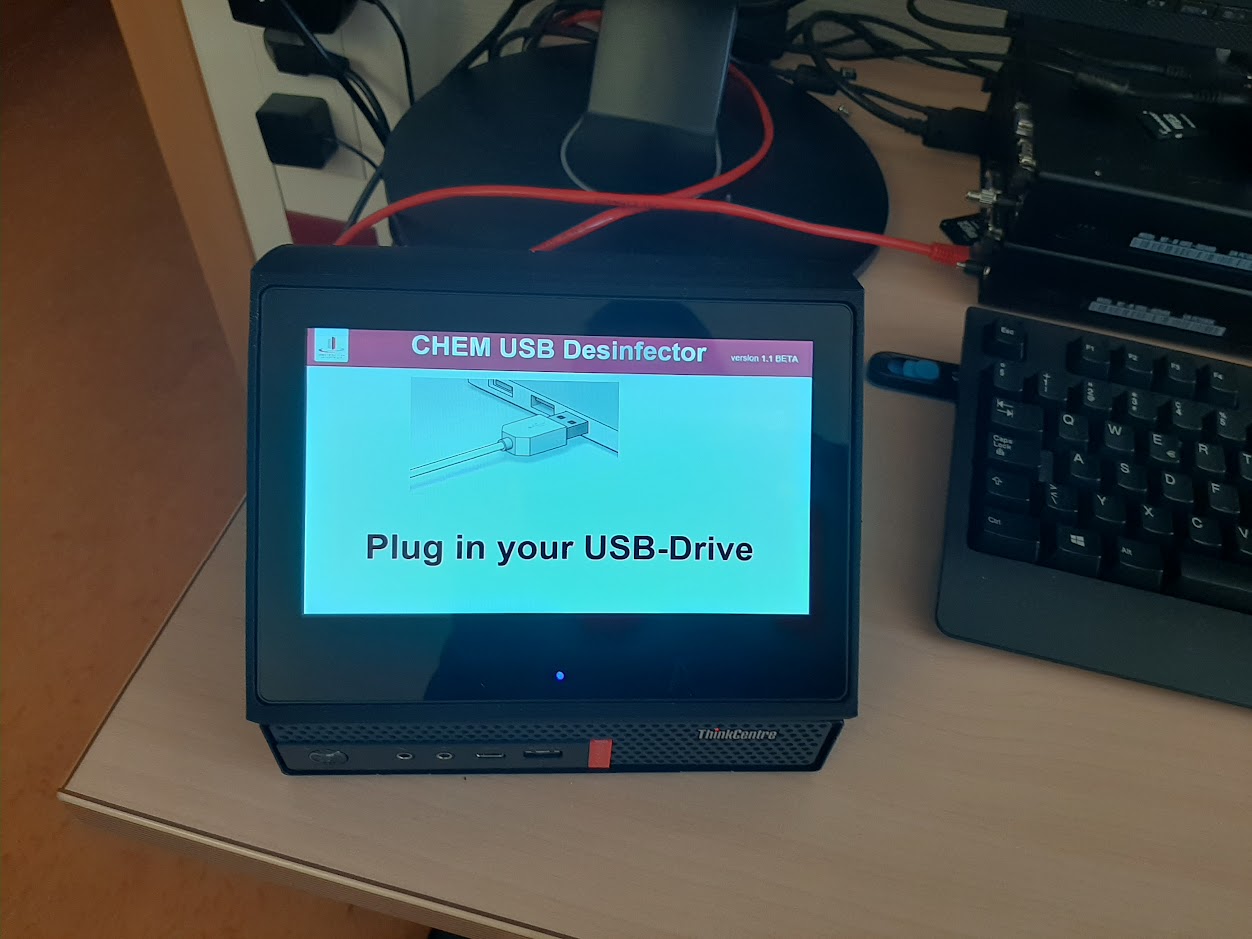 CHEM USB Desinfector
version 1.1 BETA
Plug in your USB-Drive
ThinkCentre
Esc
F1
F2
F3
F4
Q
W
E
€
R
T
Caps
Lock
A
S
D
F
Y
X
C
V
Ctrl
Alt